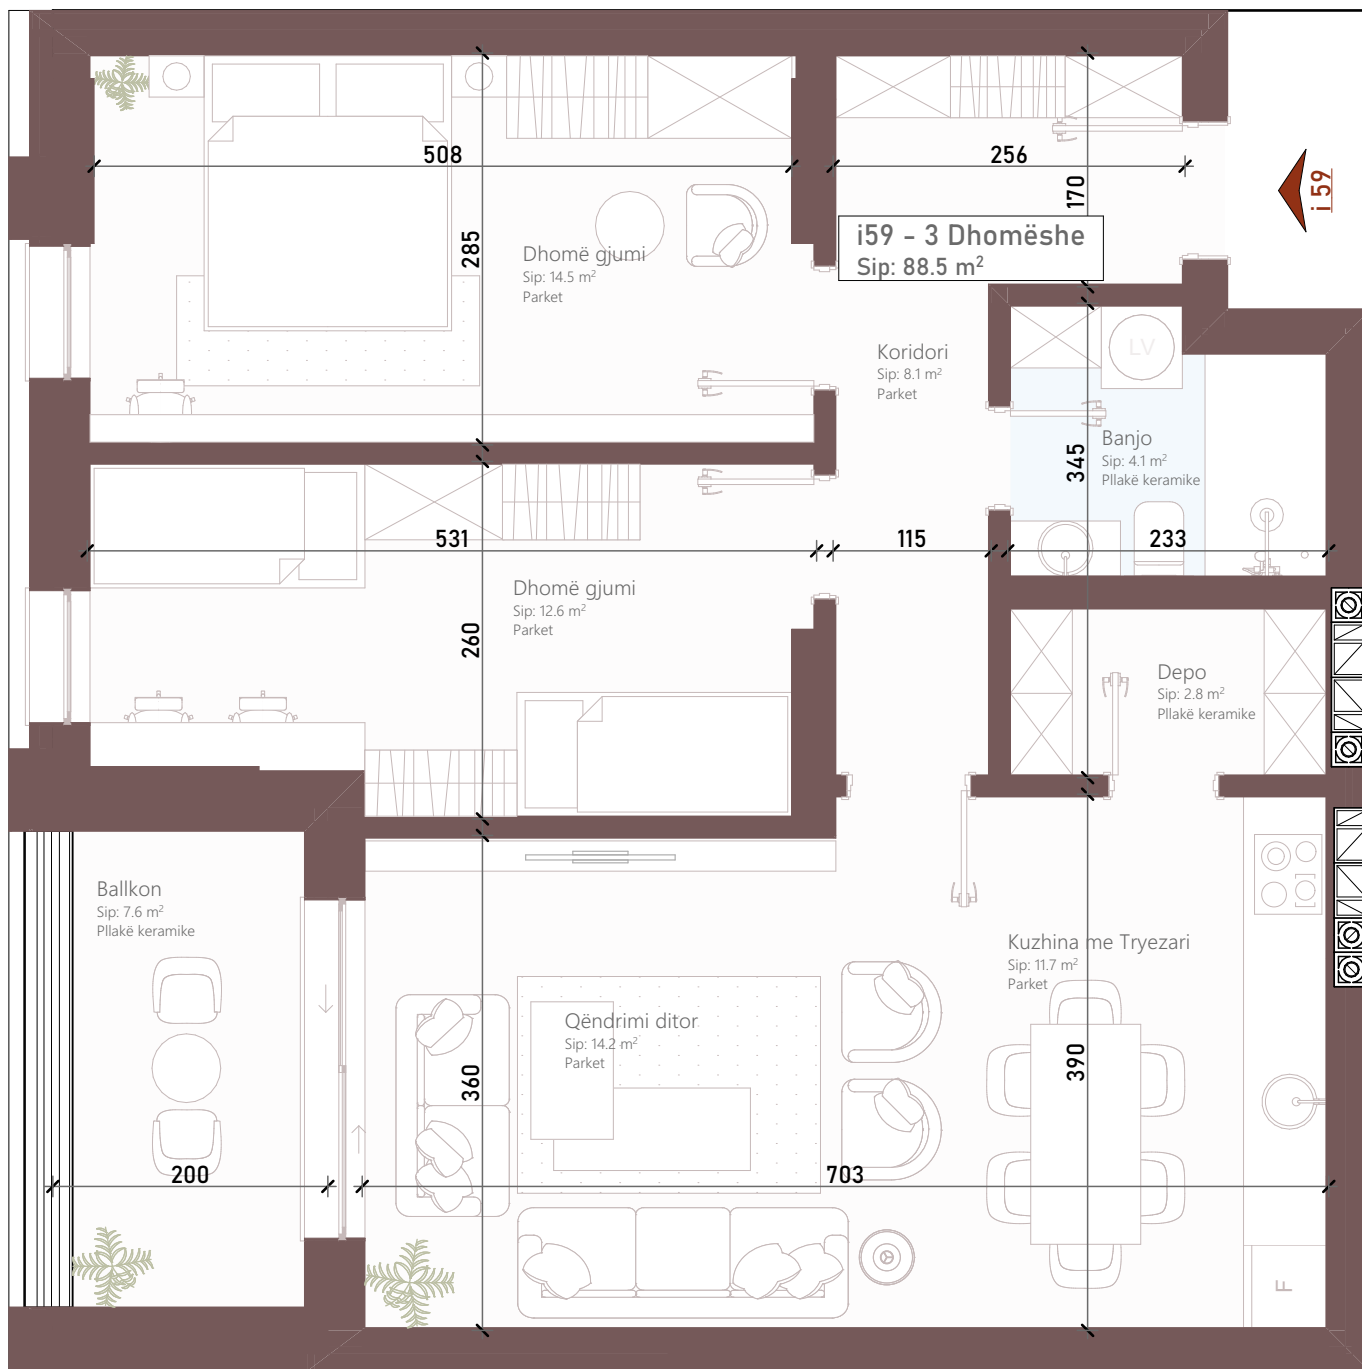 508
256
170
i 59
i59 - 3 Dhomëshe
Sip: 88.5 m²
285
Dhomë gjumi
Sip: 14.5 m²
Parket
Koridori
Sip: 8.1 m²
Parket
LV
Banjo
Sip: 4.1 m²
Pllakë keramike
345
531
115
233
Dhomë gjumi
Sip: 12.6 m²
Parket
260
Depo
Sip: 2.8 m²
Pllakë keramike
Ballkon
Sip: 7.6 m²
Pllakë keramike
Kuzhina me Tryezari
Sip: 11.7 m²
Parket
Qëndrimi ditor
Sip: 14.2 m²
Parket
360
390
200
703
F